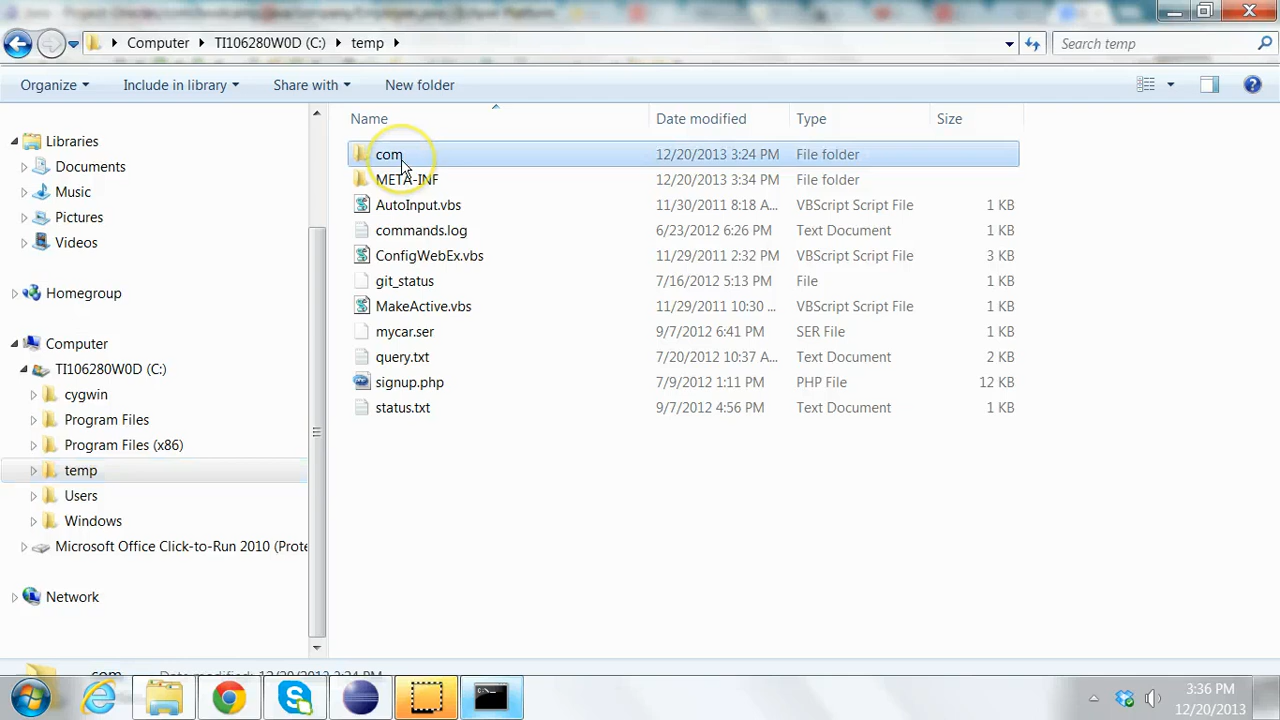 Computer TI106280W0D (C:) temp
Search temp
Organize Include in library Share with New folder
Name Date modified Type Size
com 12/20/2013 3:24 PM File folder
META-INF 12/20/2013 3:34 PM File folder
AutoInput.vbs 11/30/2011 8:18 A... VBScript Script File 1 KB
commands.log 6/23/2012 6:26 PM Text Document 1 KB
ConfigWebEx.vbs 11/29/2011 2:32 PM VBScript Script File 3 KB
git_status 7/16/2012 5:13 PM File 1 KB
MakeActive.vbs 11/29/2011 10:30 ... VBScript Script File 1 KB
mycar.ser 9/7/2012 6:41 PM SER File 1 KB
query.txt 7/20/2012 10:37 A... Text Document 2 KB
signup.php 7/9/2012 1:11 PM PHP File 12 KB
status.txt 9/7/2012 4:56 PM Text Document 1 KB
Libraries
Documents
Music
Pictures
Videos
Homegroup
Computer
TI106280W0D (C:)
cygwin
Program Files
Program Files (x86)
temp
Users
Windows
Microsoft Office Click-to-Run 2010 (Prote
Network
com Date modified: 12/20/2013 3:24 PM
3:36 PM
12/20/2013